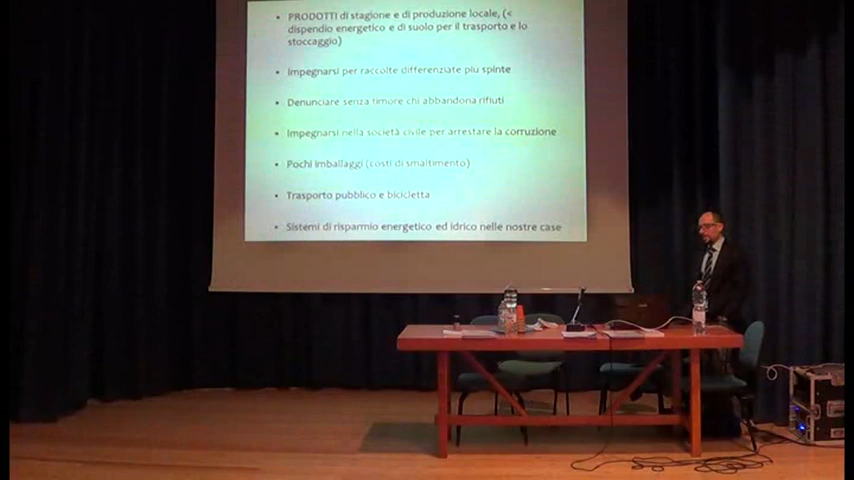 • PRODOTTI di stagione e di produzione locale, (<
dispendio energetico e di suolo per il trasporto e lo
stoccaggio)
• Impegnarsi per raccolte differenziate più spinte
• Denunciare senza timore chi abbandona rifiuti
• Impegnarsi nella società civile per arrestare la corruzione
• Pochi imballaggi (costi di smaltimento)
• Trasporto pubblico e bicicletta
• Sistemi di risparmio energetico ed idrico nelle nostre case